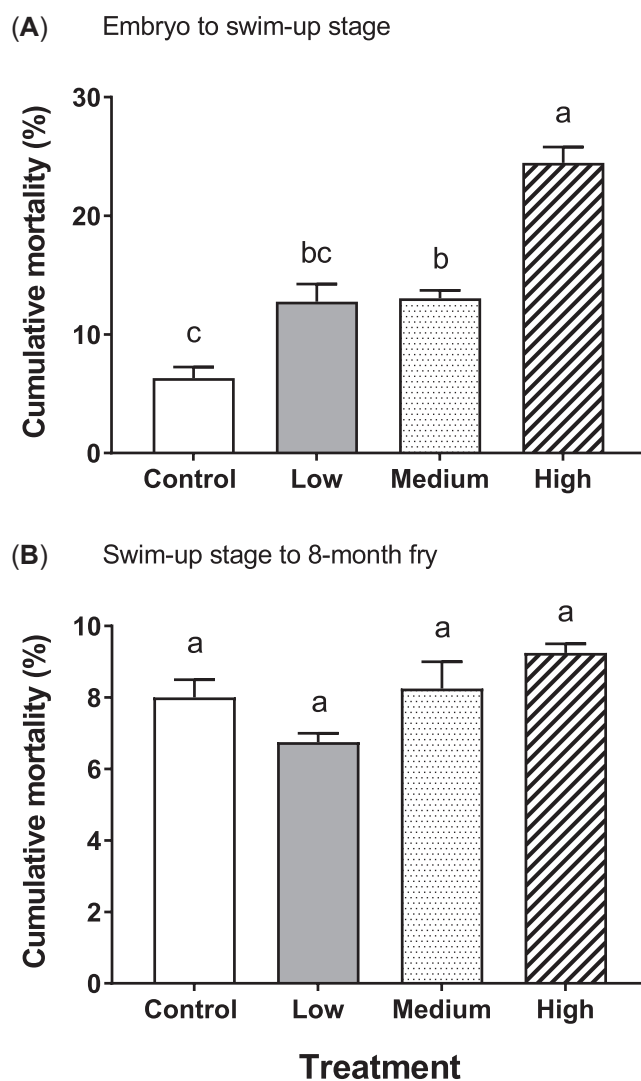 (A) Embryo to swim-up stage
Cumulative mortality (%)
30
20
10
0
c
bc
b
a
Control Low Medium High
(B) Swim-up stage to 8-month fry
Cumulative mortality (%)
10
8
6
4
2
0
a
a
a
a
Control Low Medium High
Treatment